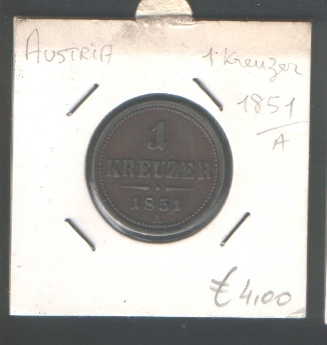 AUSTRIA
1. Kreuzer
1851
A
1
KREUZER
1851
A
€ 4,00